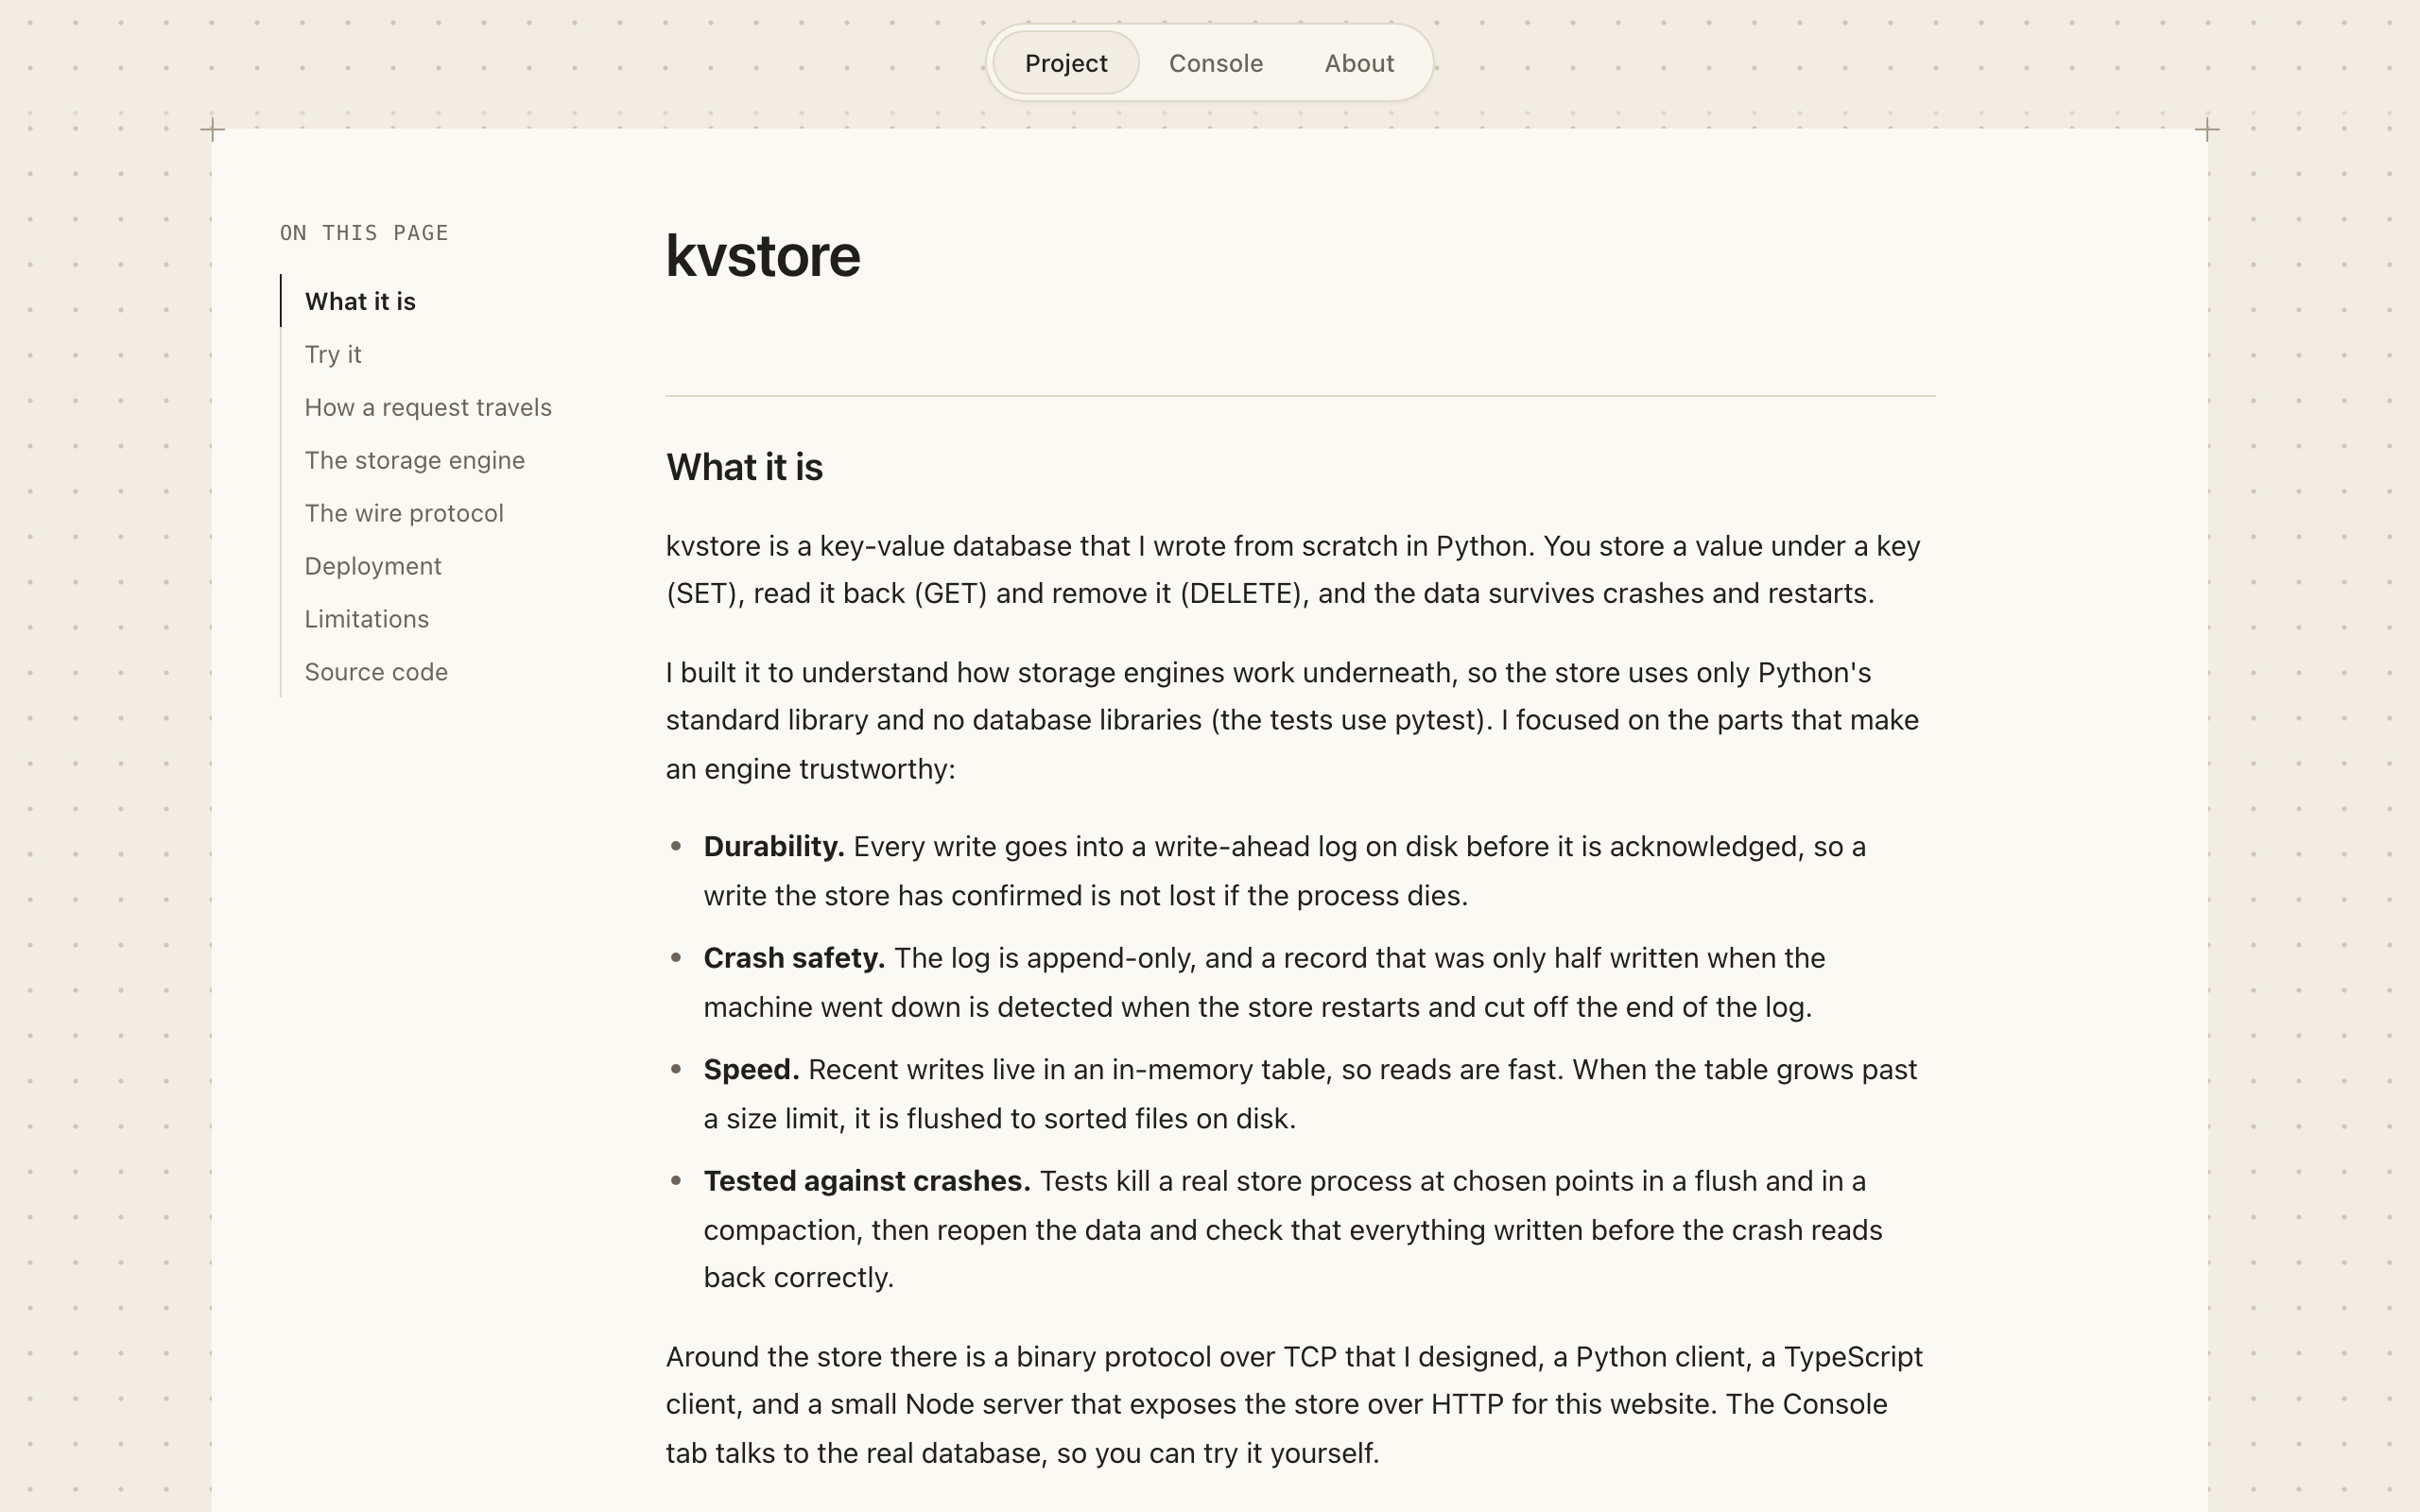 Project
Console
About
ON THIS PAGE
What it is
Try it
How a request travels
The storage engine
The wire protocol
Deployment
Limitations
Source code
kvstore
What it is
kvstore is a key-value database that I wrote from scratch in Python. You store a value under a key
(SET), read it back (GET) and remove it (DELETE), and the data survives crashes and restarts.
I built it to understand how storage engines work underneath, so the store uses only Python's
standard library and no database libraries (the tests use pytest). I focused on the parts that make
an engine trustworthy:
• Durability. Every write goes into a write-ahead log on disk before it is acknowledged, so a
write the store has confirmed is not lost if the process dies.
• Crash safety. The log is append-only, and a record that was only half written when the
machine went down is detected when the store restarts and cut off the end of the log.
• Speed. Recent writes live in an in-memory table, so reads are fast. When the table grows past
a size limit, it is flushed to sorted files on disk.
• Tested against crashes. Tests kill a real store process at chosen points in a flush and in a
compaction, then reopen the data and check that everything written before the crash reads
back correctly.
Around the store there is a binary protocol over TCP that I designed, a Python client, a TypeScript
client, and a small Node server that exposes the store over HTTP for this website. The Console
tab talks to the real database, so you can try it yourself.